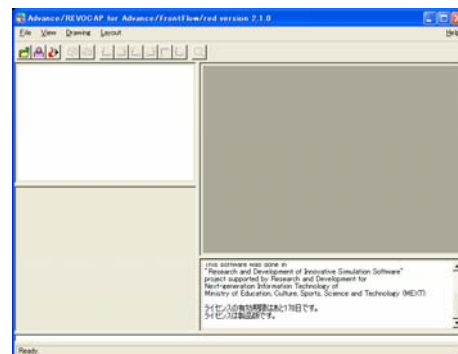 Advance/REVOCAP for Advance/FrontFlow/red version 2.1.0
File View Drawing Layout Help
This software was done in
"Research and Development of Innovative Simulation Software"
project supported by Research and Development for
Next-generation Information Technology of
Ministry of Education, Culture, Sports, Science and Technology (MEXT)
ライセンスの有効期限はあと178日です。
ライセンスは製品版です。
Ready.